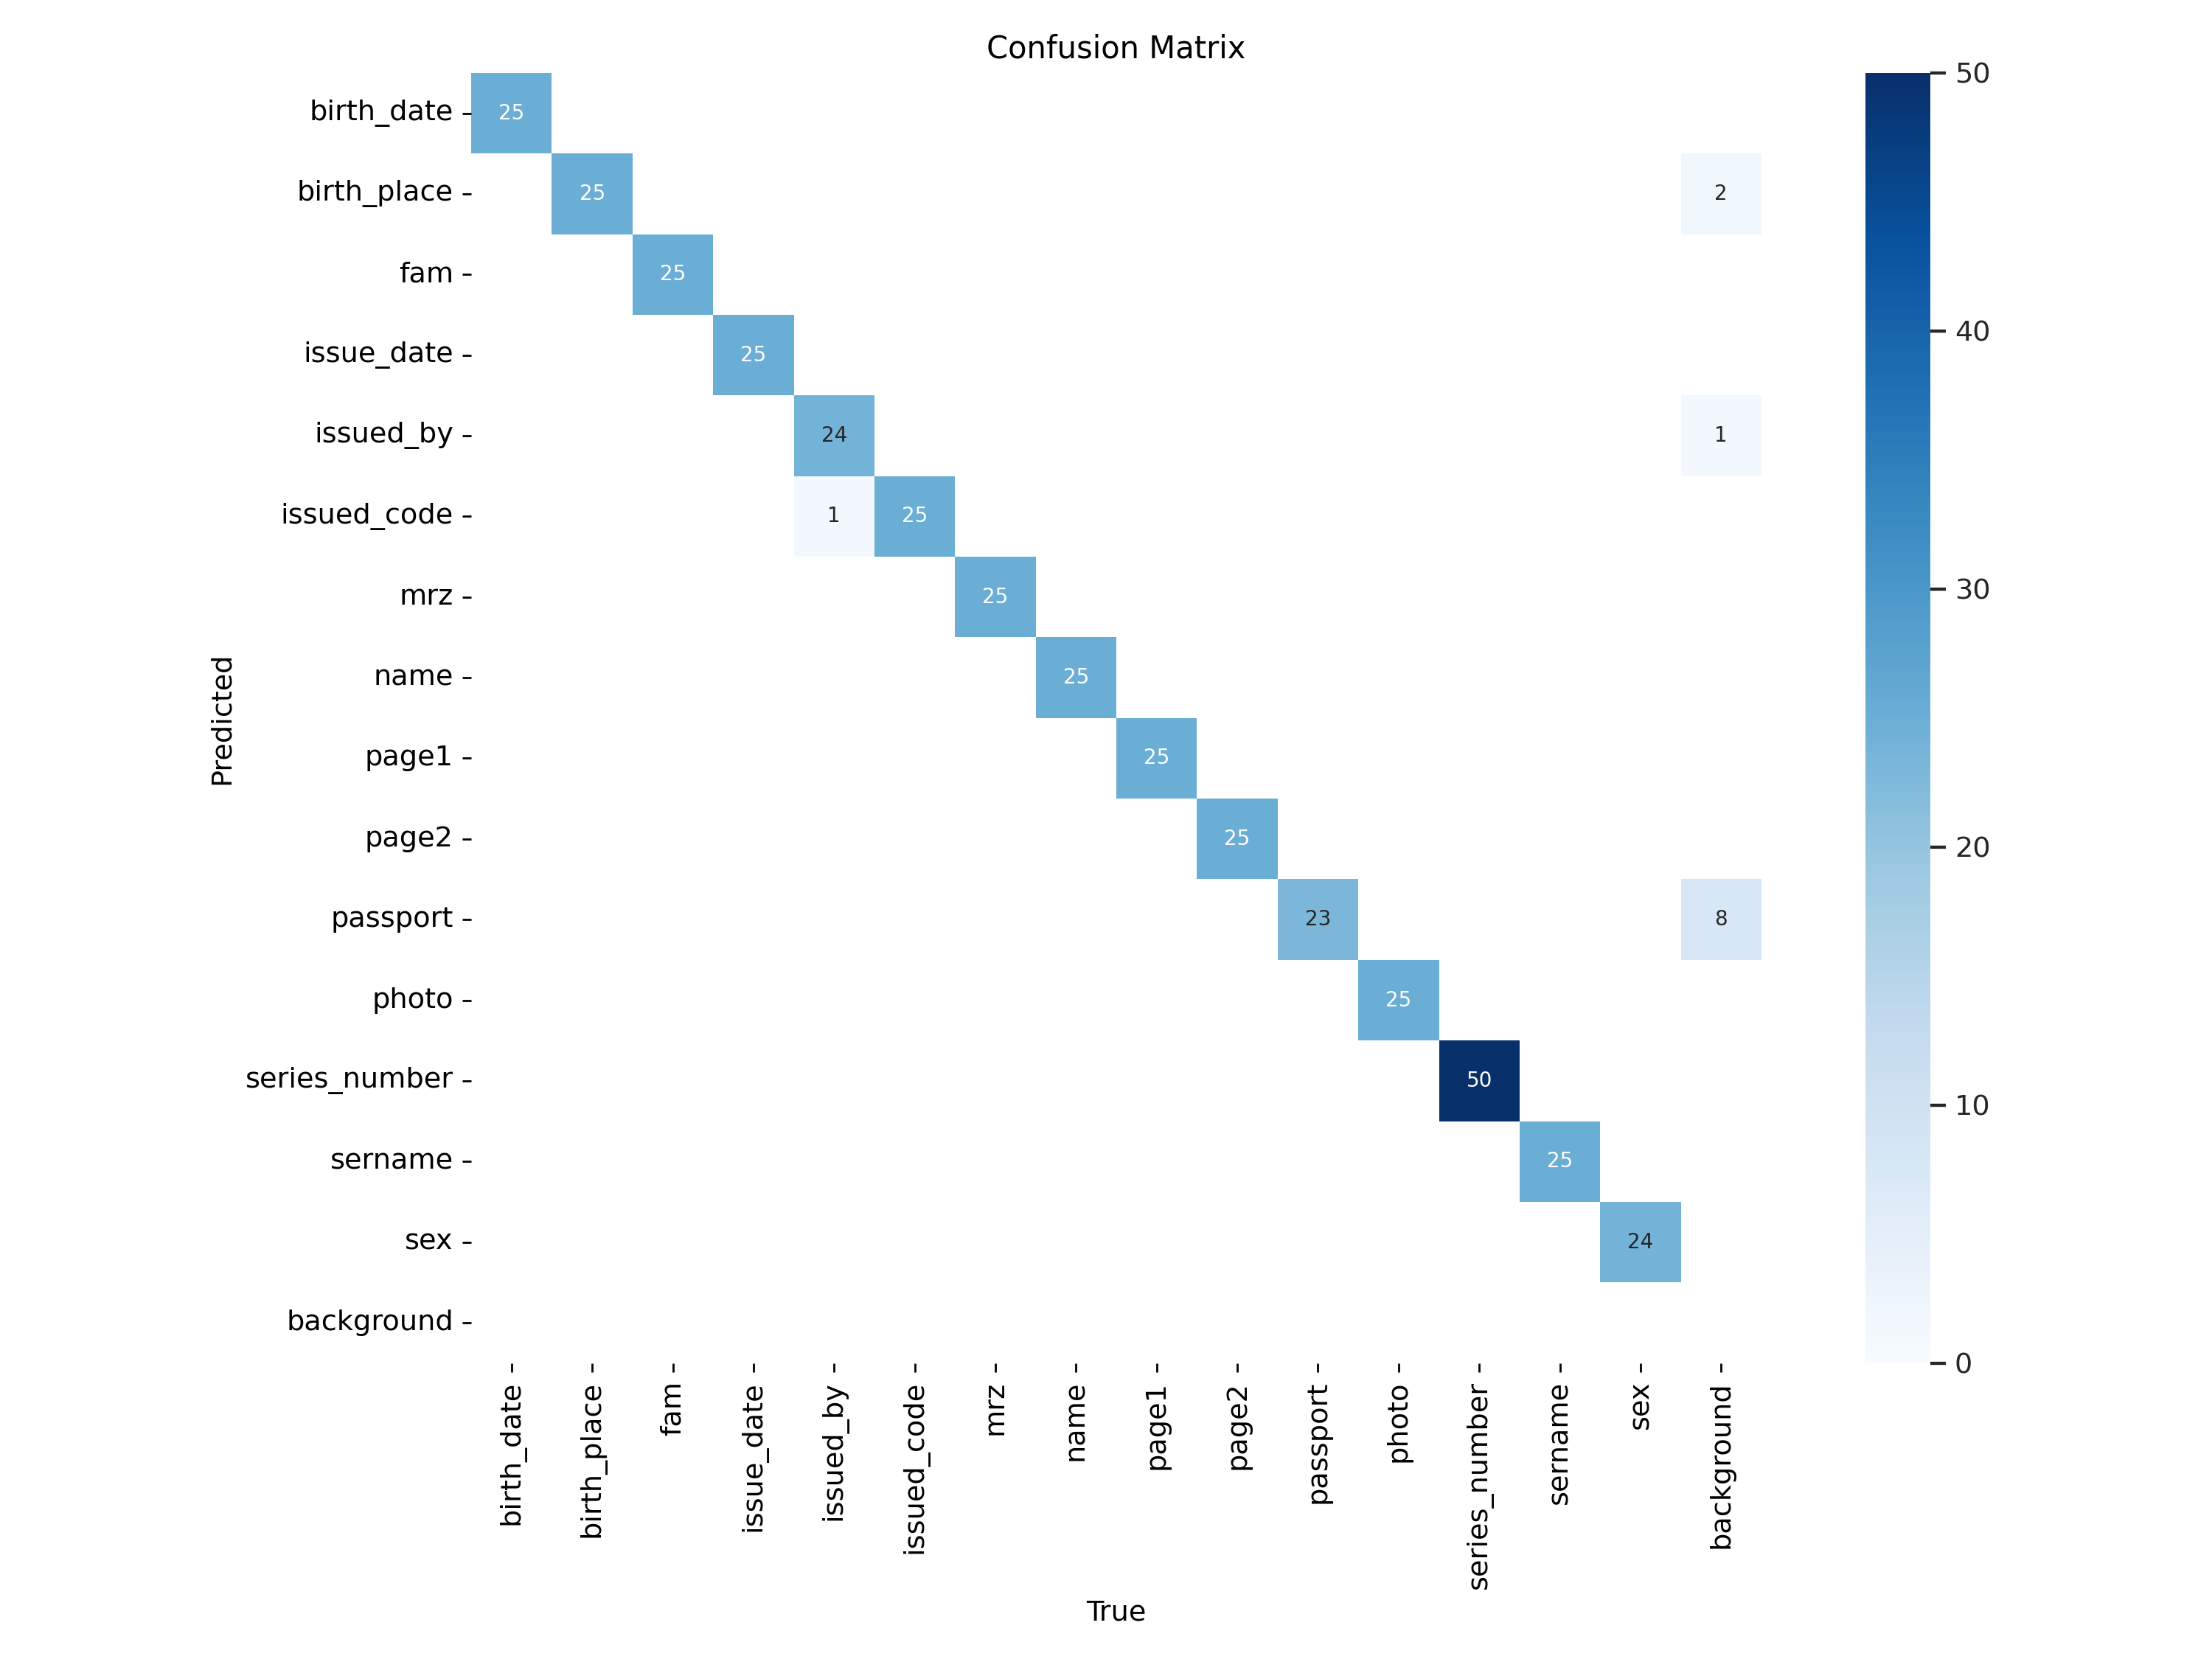 Confusion Matrix
birth_date 25
birth_place 25 2
fam 25
issue_date 25
issued_by 24 1
issued_code 1 25
mrz 25
name 25
page1 25
page2 25
passport 23 8
photo 25
series_number 50
sername 25
sex 24
background
Predicted
birth_date birth_place fam issue_date issued_by issued_code mrz name page1 page2 passport photo series_number sername sex background
True
50
40
30
20
10
0